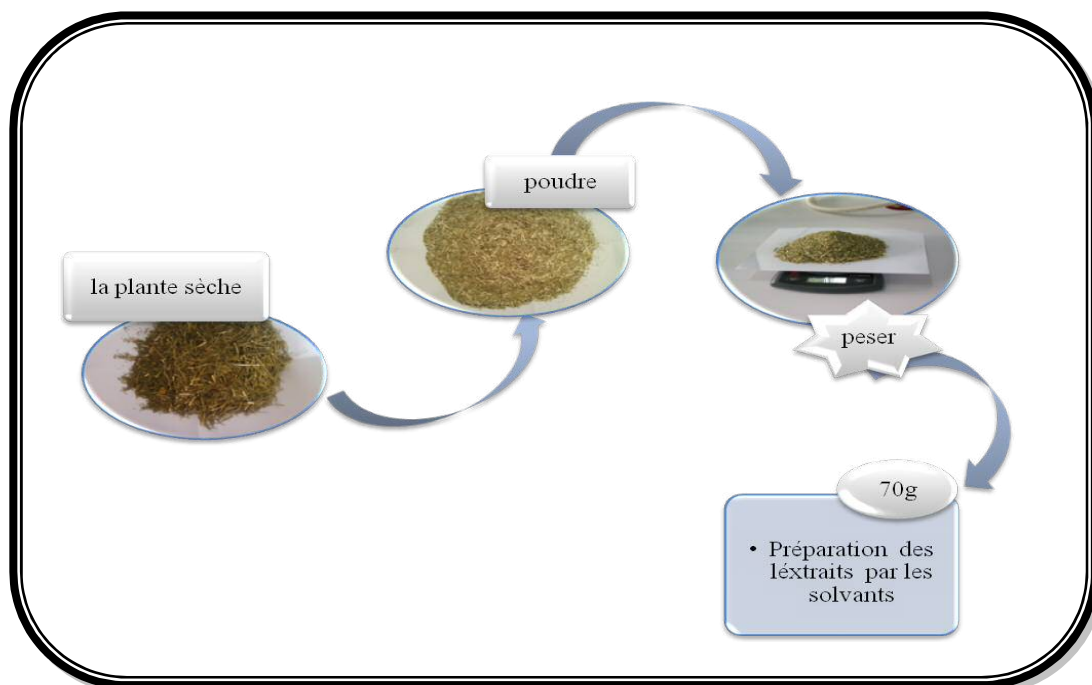 la plante sèche
poudre
peser
70g
• Préparation des
léxtraits par les
solvants